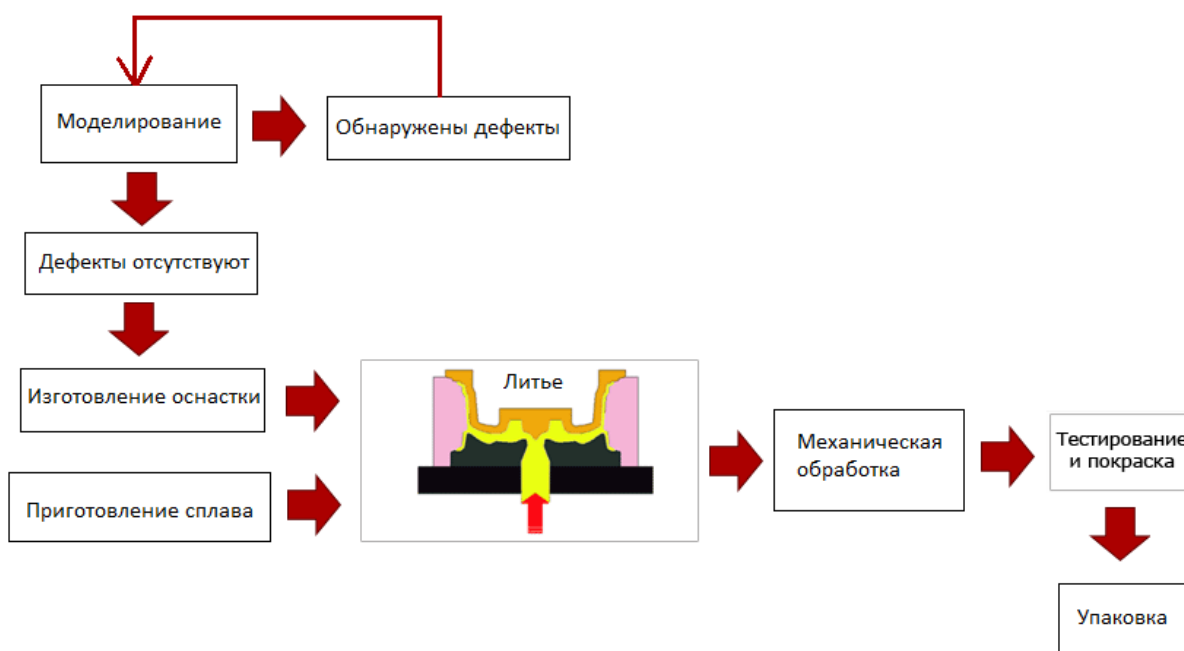 Моделирование
Обнаружены дефекты
Дефекты отсутствуют
Изготовление оснастки
Литье
Приготовление сплава
Механическая
обработка
Тестирование
и покраска
Упаковка